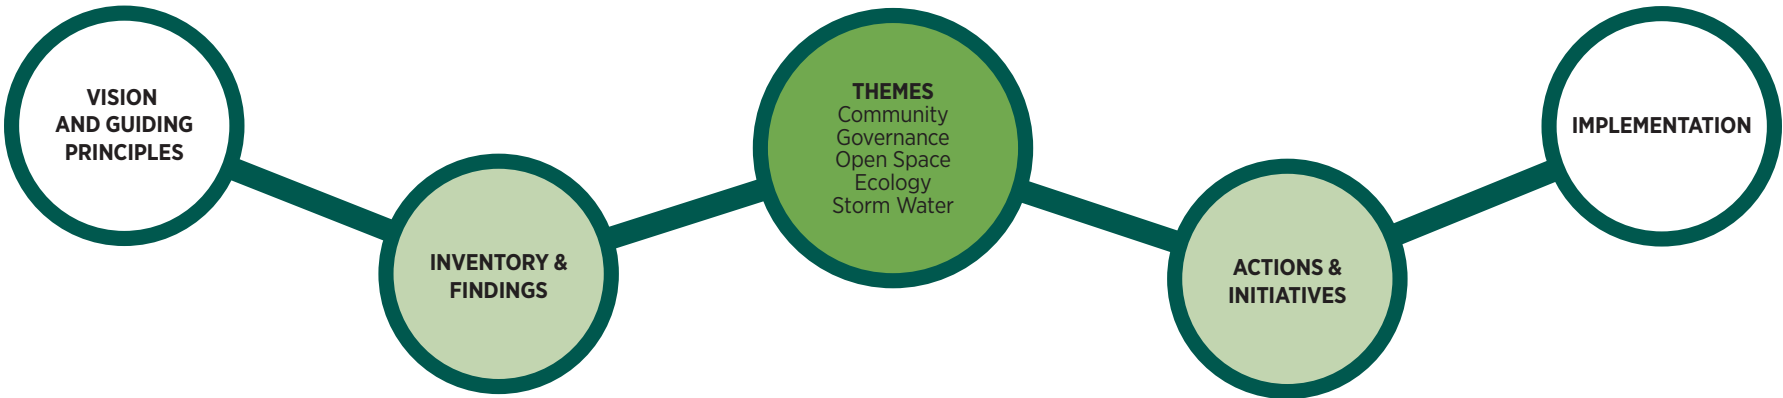 VISION
AND GUIDING
PRINCIPLES
INVENTORY &
FINDINGS
THEMES
Community
Governance
Open Space
Ecology
Storm Water
ACTIONS &
INITIATIVES
IMPLEMENTATION